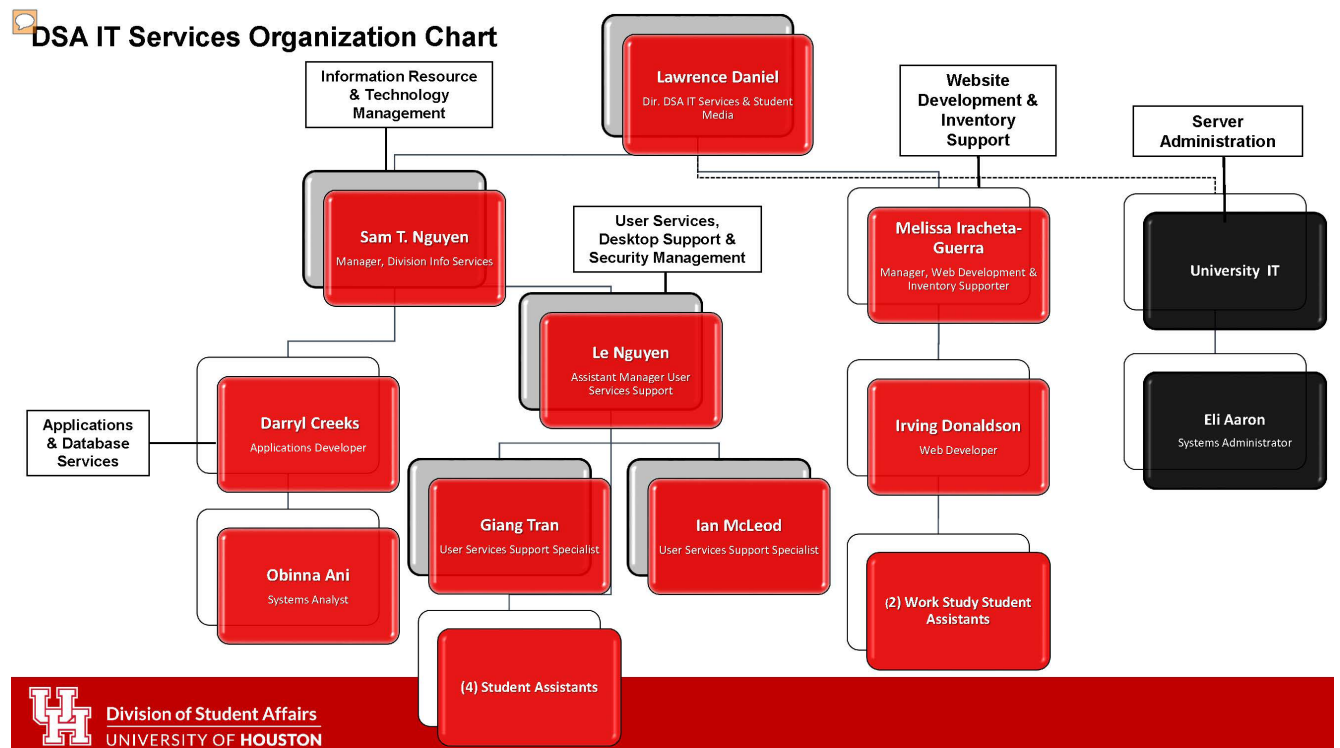 DSA IT Services Organization Chart
Information Resource
& Technology
Management
Lawrence Daniel
Dir. DSA IT Services & Student
Media
Website
Development &
Inventory
Support
Server
Administration
Sam T. Nguyen
Manager, Division Info Services
User Services,
Desktop Support &
Security Management
Melissa Iracheta-
Guerra
Manager, Web Development &
Inventory Supporter
University IT
Le Nguyen
Assistant Manager User
Services Support
Applications
& Database
Services
Darryl Creeks
Applications Developer
Irving Donaldson
Web Developer
Eli Aaron
Systems Administrator
Giang Tran
User Services Support Specialist
Ian McLeod
User Services Support Specialist
Obinna Ani
Systems Analyst
(2) Work Study Student
Assistants
(4) Student Assistants
UH
Division of Student Affairs
UNIVERSITY OF HOUSTON